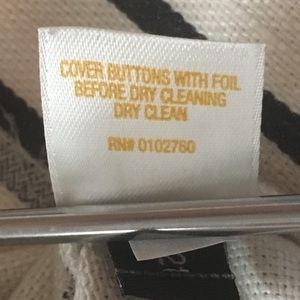 COVER BUTTONS WITH FOIL
BEFORE DRY CLEANING
DRY CLEAN
RN# 0102760